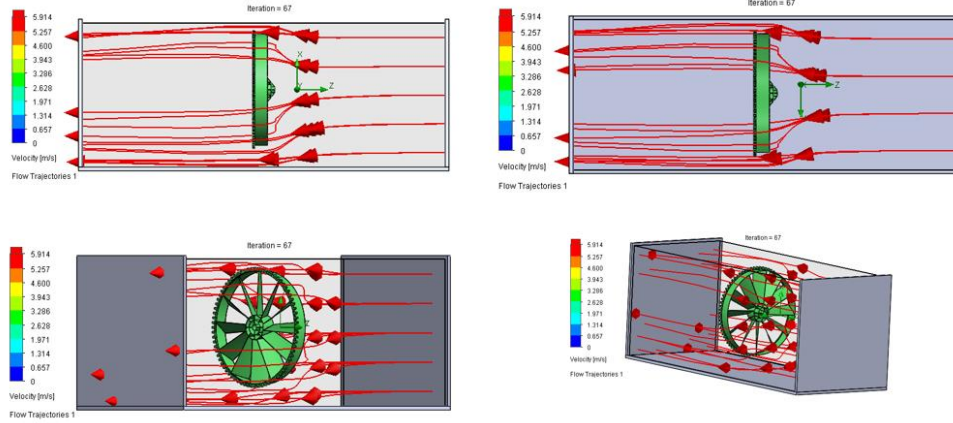 Iteration = 67
5.914
5.257
4.600
3.943
3.286
2.628
1.971
1.314
0.657
0
Velocity [m/s]
Flow Trajectories 1
X
Y
Z
Iteration = 67
5.914
5.257
4.600
3.943
3.286
2.628
1.971
1.314
0.657
0
Velocity [m/s]
Flow Trajectories 1
Z
Iteration = 67
5.914
5.257
4.600
3.943
3.286
2.628
1.971
1.314
0.657
0
Velocity [m/s]
Flow Trajectories 1
Iteration = 67
5.914
5.257
4.600
3.943
3.286
2.628
1.971
1.314
0.657
0
Velocity [m/s]
Flow Trajectories 1